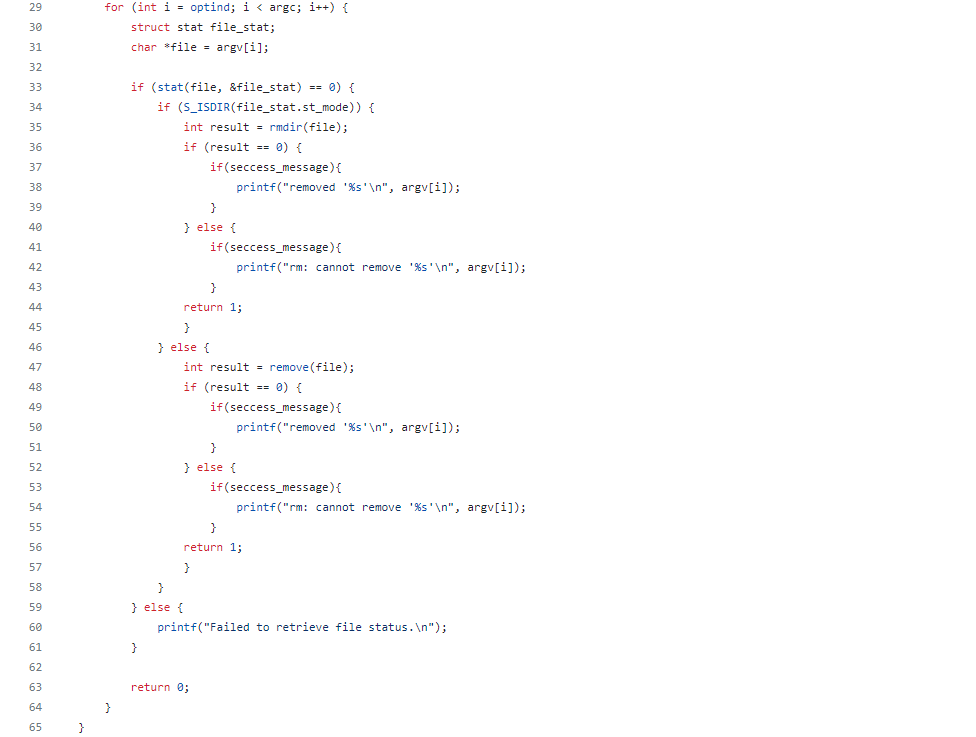 29 for (int i = optind; i < argc; i++) {
30 struct stat file_stat;
31 char *file = argv[i];
32
33 if (stat(file, &file_stat) == 0) {
34 if (S_ISDIR(file_stat.st_mode)) {
35 int result = rmdir(file);
36 if (result == 0) {
37 if(seccess_message){
38 printf("removed '%s'\n", argv[i]);
39 }
40 } else {
41 if(seccess_message){
42 printf("rm: cannot remove '%s'\n", argv[i]);
43 }
44 return 1;
45 }
46 } else {
47 int result = remove(file);
48 if (result == 0) {
49 if(seccess_message){
50 printf("removed '%s'\n", argv[i]);
51 }
52 } else {
53 if(seccess_message){
54 printf("rm: cannot remove '%s'\n", argv[i]);
55 }
56 return 1;
57 }
58 }
59 } else {
60 printf("Failed to retrieve file status.\n");
61 }
62
63 return 0;
64 }
65 }